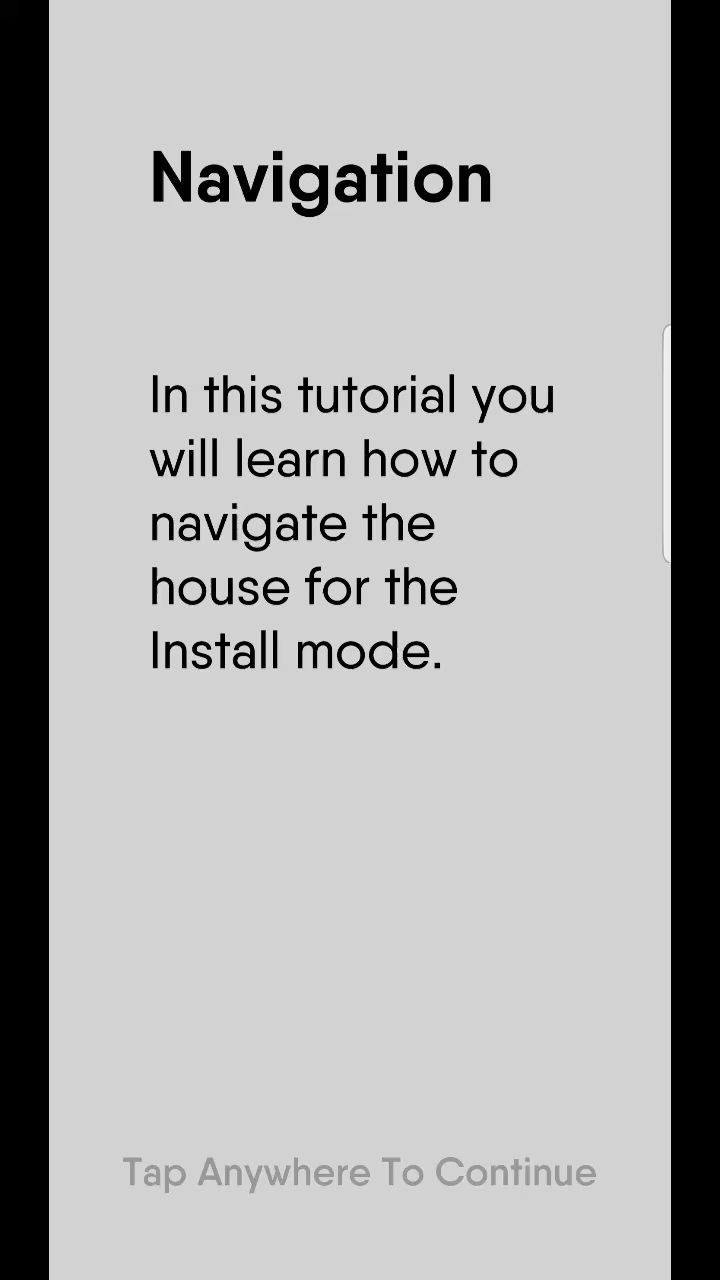 Navigation
In this tutorial you
will learn how to
navigate the
house for the
Install mode.
Tap Anywhere To Continue